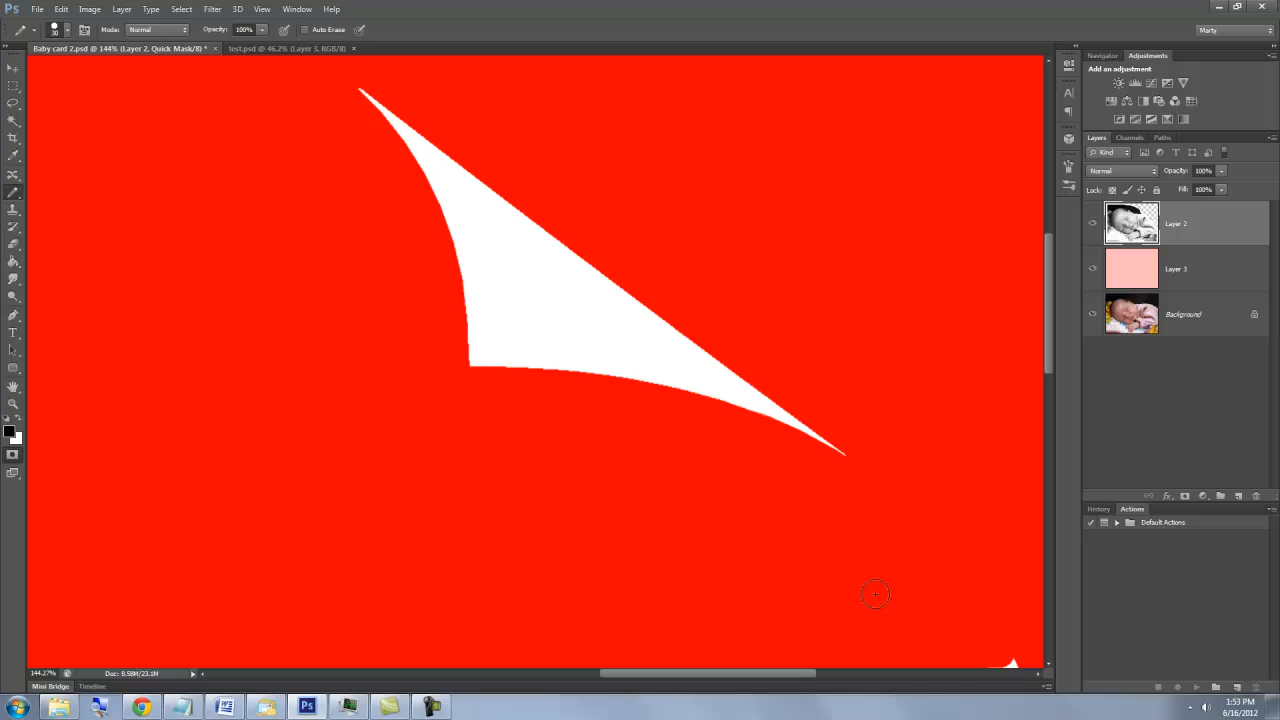 Ps File Edit Image Layer Type Select Filter 3D View Window Help
30 Mode: Normal Opacity: 100% Auto Erase Marty
Baby card 2.psd @ 144% (Layer 2, Quick Mask/8) * × test.psd @ 46.2% (Layer 3, RGB/8) ×
Navigator Adjustments
Add an adjustment
Layers Channels Paths
Kind
Normal Opacity: 100%
Lock: Fill: 100%
Layer 2
Layer 3
Background
History Actions
Default Actions
144.27% Doc: 8.58M/23.1M
Mini Bridge Timeline
Ps
1:53 PM
6/16/2012